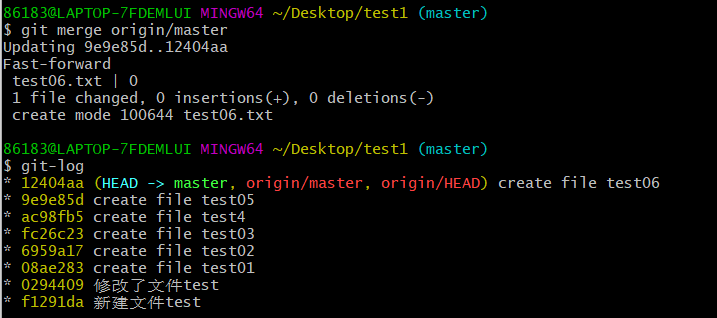 86183@LAPTOP-7FDEMLUI MINGW64 ~/Desktop/test1 (master)
$ git merge origin/master
Updating 9e9e85d..12404aa
Fast-forward
 test06.txt | 0
 1 file changed, 0 insertions(+), 0 deletions(-)
 create mode 100644 test06.txt
86183@LAPTOP-7FDEMLUI MINGW64 ~/Desktop/test1 (master)
$ git-log
* 12404aa (HEAD -> master, origin/master, origin/HEAD) create file test06
* 9e9e85d create file test05
* ac98fb5 create file test4
* fc26c23 create file test03
* 6959a17 create file test02
* 08ae283 create file test01
* 0294409 修改了文件test
* f1291da 新建文件test